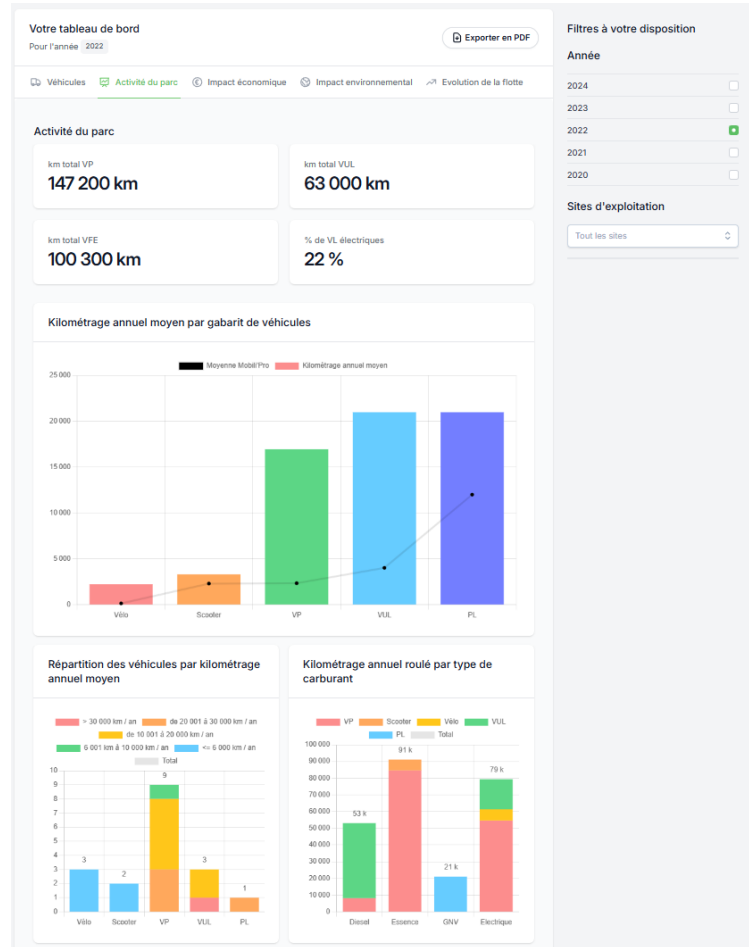 Votre tableau de bord
Pour l'année 2022
Exporter en PDF
Véhicules Activité du parc Impact économique Impact environnemental Evolution de la flotte
Activité du parc
km total VP
147 200 km
km total VUL
63 000 km
km total VFE
100 300 km
% de VL électriques
22 %
Kilométrage annuel moyen par gabarit de véhicules
Moyenne Mobil'Pro Kilométrage annuel moyen
25 000
20 000
15 000
10 000
5 000
0
Vélo Scooter VP VUL PL
Répartition des véhicules par kilométrage
annuel moyen
> 30 000 km / an de 20 001 à 30 000 km / an
de 10 001 à 20 000 km / an
6 001 km à 10 000 km / an <= 6 000 km / an
Total
10
9
8
7
6
5
4
3
2
1
0
3
2
9
3
1
Vélo Scooter VP VUL PL
Kilométrage annuel roulé par type de
carburant
VP Scooter Vélo VUL
PL Total
100 000
90 000
80 000
70 000
60 000
50 000
40 000
30 000
20 000
10 000
0
53 k
91 k
21 k
79 k
Diesel Essence GNV Electrique
Filtres à votre disposition
Année
2024
2023
2022
2021
2020
Sites d'exploitation
Tout les sites